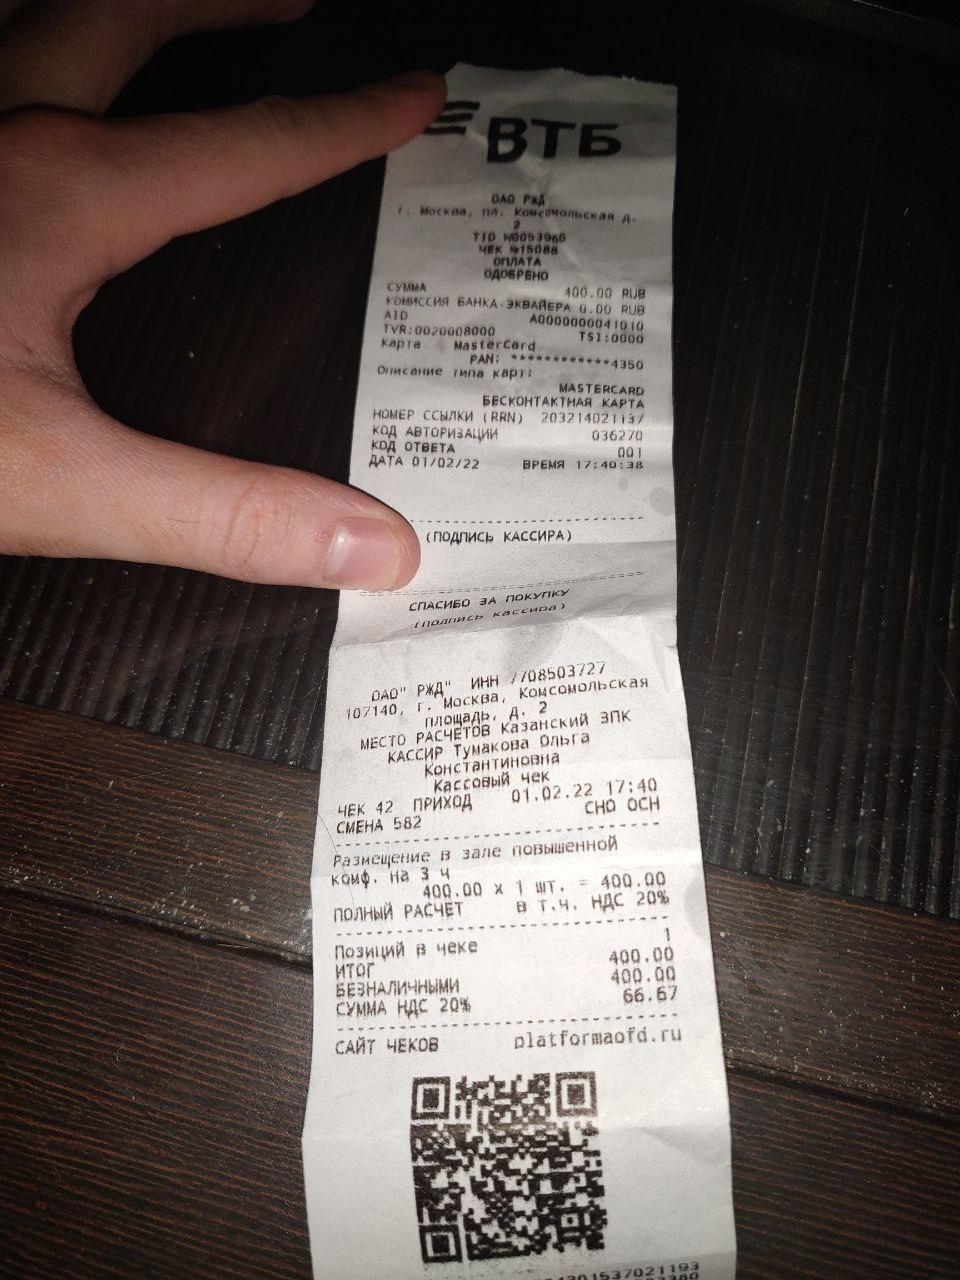 ВТБ
ОАО РЖД
г. Москва, пл. Комсомольская д.
2
TID W0053966
ЧЕК №15088
ОПЛАТА
ОДОБРЕНО
СУММА 400.00 RUB
КОМИССИЯ БАНКА-ЭКВАЙЕРА 0.00 RUB
AID A0000000041010
TVR:0020008000 TSI:0000
Карта MasterCard
PAN: ************4350
Описание типа карт:
MASTERCARD
БЕСКОНТАКТНАЯ КАРТА
НОМЕР ССЫЛКИ (RRN) 203214021137
КОД АВТОРИЗАЦИИ 036270
КОД ОТВЕТА 001
ДАТА 01/02/22 ВРЕМЯ 17:40:38
(ПОДПИСЬ КАССИРА)
СПАСИБО ЗА ПОКУПКУ
(подпись кассира)
ОАО" РЖД" ИНН 7708503727
107140, г. Москва, Комсомольская
площадь, д. 2
МЕСТО РАСЧЕТОВ Казанский ЗПК
КАССИР Тумакова Ольга
Константиновна
Кассовый чек
ЧЕК 42 ПРИХОД 01.02.22 17:40
СМЕНА 582 СНО ОСН
Размещение в зале повышенной
комф. на 3 ч
400.00 x 1 шт. = 400.00
ПОЛНЫЙ РАСЧЕТ В Т.Ч. НДС 20%
Позиций в чеке 1
ИТОГ 400.00
БЕЗНАЛИЧНЫМИ 400.00
СУММА НДС 20% 66.67
САЙТ ЧЕКОВ platformaofd.ru